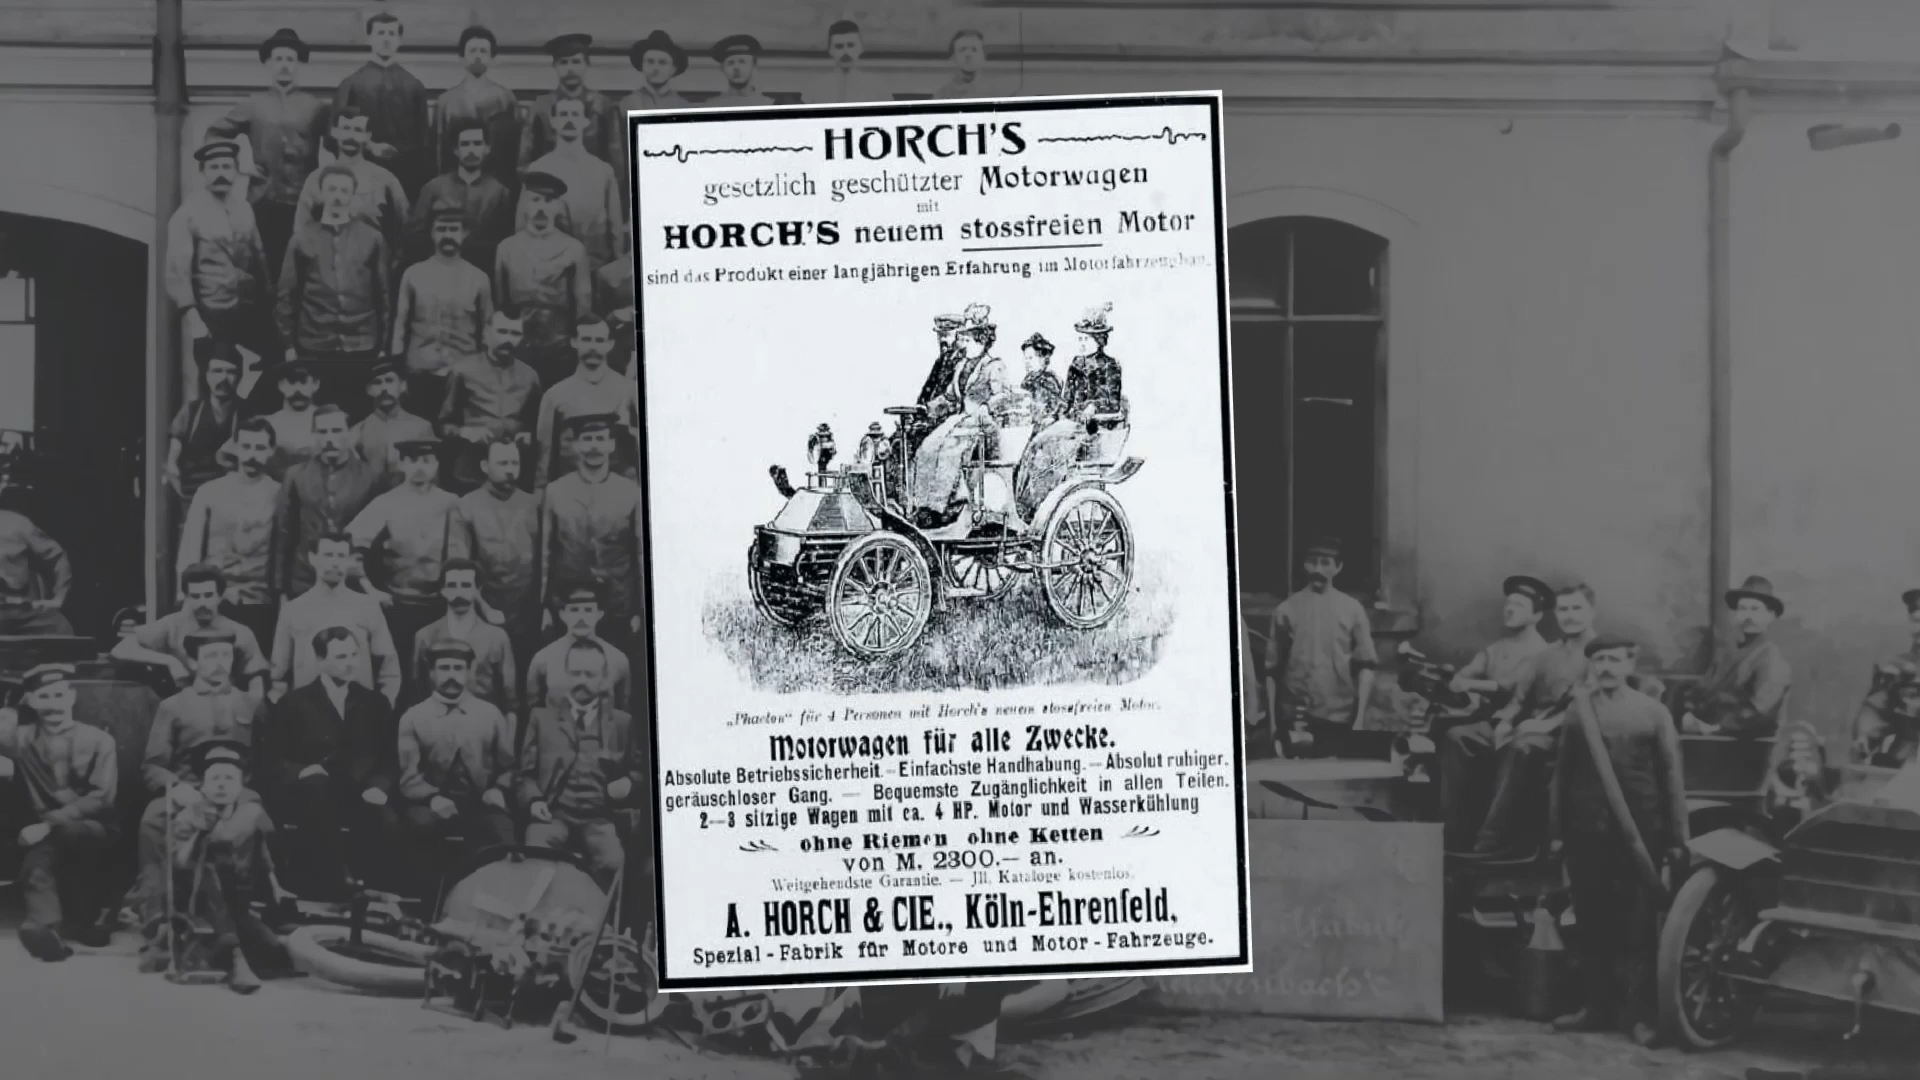 HORCH'S
gesetzlich geschützter Motorwagen
mit
HORCH'S neuem stossfreien Motor
sind das Produkt einer langjährigen Erfahrung im Motorfahrzeugbau.
„Phaeton" für 4 Personen mit Horch's neuem stossfreien Motor.
Motorwagen für alle Zwecke.
Absolute Betriebssicherheit. — Einfachste Handhabung. — Absolut ruhiger,
geräuschloser Gang. — Bequemste Zugänglichkeit in allen Teilen.
2—3 sitzige Wagen mit ca. 4 HP. Motor und Wasserkühlung
ohne Riemen ohne Ketten
von M. 2300.— an.
Weitgehendste Garantie. — Jll. Kataloge kostenlos.
A. HORCH & CIE., Köln-Ehrenfeld,
Spezial - Fabrik für Motore und Motor - Fahrzeuge.